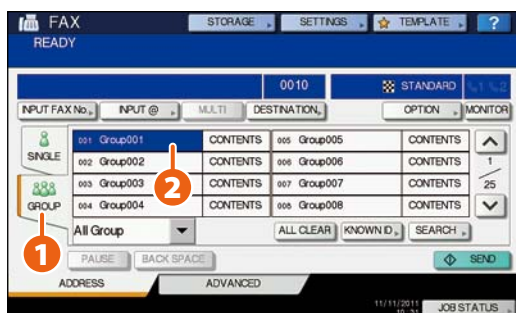 FAX STORAGE SETTINGS TEMPLATE ?
READY
0010 STANDARD
INPUT FAX No. INPUT @ MULTI DESTINATION OPTION MONITOR
SINGLE
001 Group001 CONTENTS 005 Group005 CONTENTS
002 Group002 CONTENTS 006 Group006 CONTENTS
003 Group003 CONTENTS 007 Group007 CONTENTS
004 Group004 CONTENTS 008 Group008 CONTENTS
1
25
2
GROUP
1
All Group ALL CLEAR KNOWN ID SEARCH
PAUSE BACK SPACE SEND
ADDRESS ADVANCED
11/11/2011
JOB STATUS